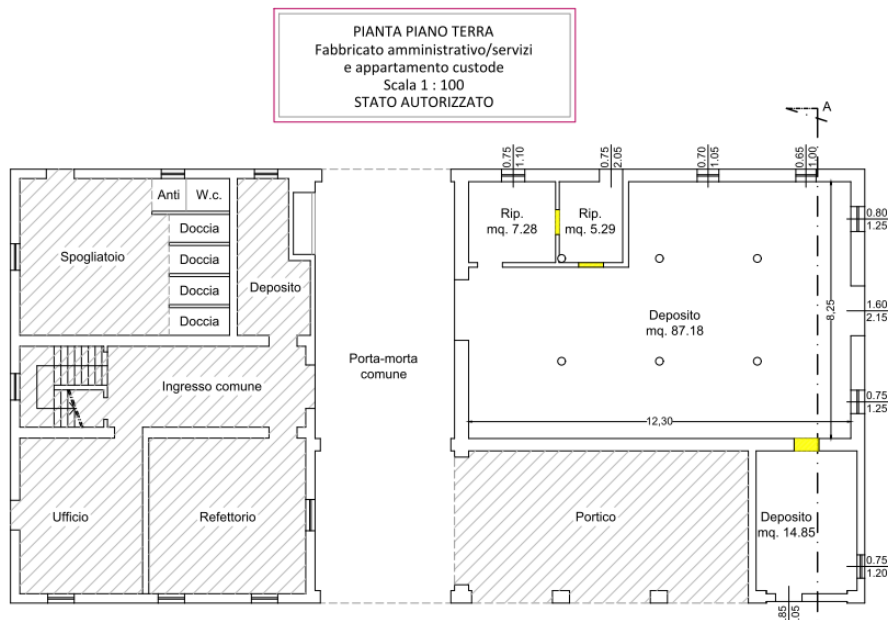 PIANTA PIANO TERRA
Fabbricato amministrativo/servizi
e appartamento custode
Scala 1 : 100
STATO AUTORIZZATO
A
0.75
1.10
0.75
2.05
0.70
1.05
0.65
1.00
Anti
W.c.
Doccia
Doccia
Doccia
Doccia
Spogliatoio
Deposito
Rip.
mq. 7.28
Rip.
mq. 5.29
0.80
1.25
Deposito
mq. 87.18
8,25
1.60
2.15
Porta-morta
comune
Ingresso comune
0.75
1.25
12,30
Ufficio
Refettorio
Portico
Deposito
mq. 14.85
0.75
1.20